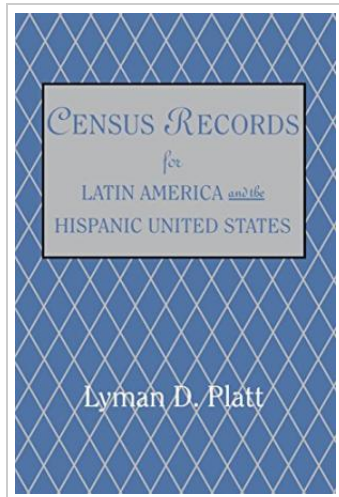 CENSUS RECORDS
for
LATIN AMERICA and the
HISPANIC UNITED STATES
Lyman D. Platt